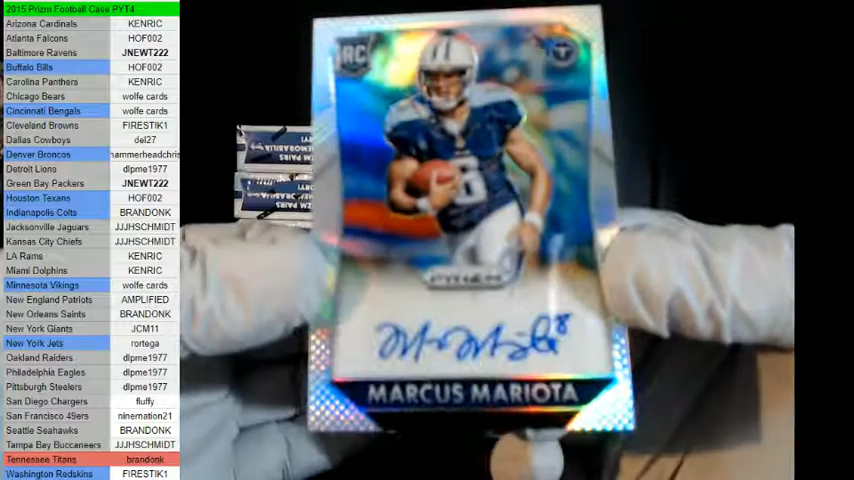 2015 Prizm Football Case PYT4
Arizona Cardinals KENRIC
Atlanta Falcons HOF002
Baltimore Ravens JNEWT222
Buffalo Bills HOF002
Carolina Panthers KENRIC
Chicago Bears wolfe cards
Cincinnati Bengals wolfe cards
Cleveland Browns FIRESTIK1
Dallas Cowboys del27
Denver Broncos hammerheadchris
Detroit Lions dlpme1977
Green Bay Packers JNEWT222
Houston Texans HOF002
Indianapolis Colts BRANDONK
Jacksonville Jaguars JJJHSCHMIDT
Kansas City Chiefs JJJHSCHMIDT
LA Rams KENRIC
Miami Dolphins KENRIC
Minnesota Vikings wolfe cards
New England Patriots AMPLIFIED
New Orleans Saints BRANDONK
New York Giants JCM11
New York Jets rortega
Oakland Raiders dlpme1977
Philadelphia Eagles dlpme1977
Pittsburgh Steelers dlpme1977
San Diego Chargers fluffy
San Francisco 49ers ninernation21
Seattle Seahawks BRANDONK
Tampa Bay Buccaneers JJJHSCHMIDT
Tennessee Titans brandonk
Washington Redskins FIRESTIK1
RC
T
8
PRIZM
Marcus Mariota 8
MARCUS MARIOTA